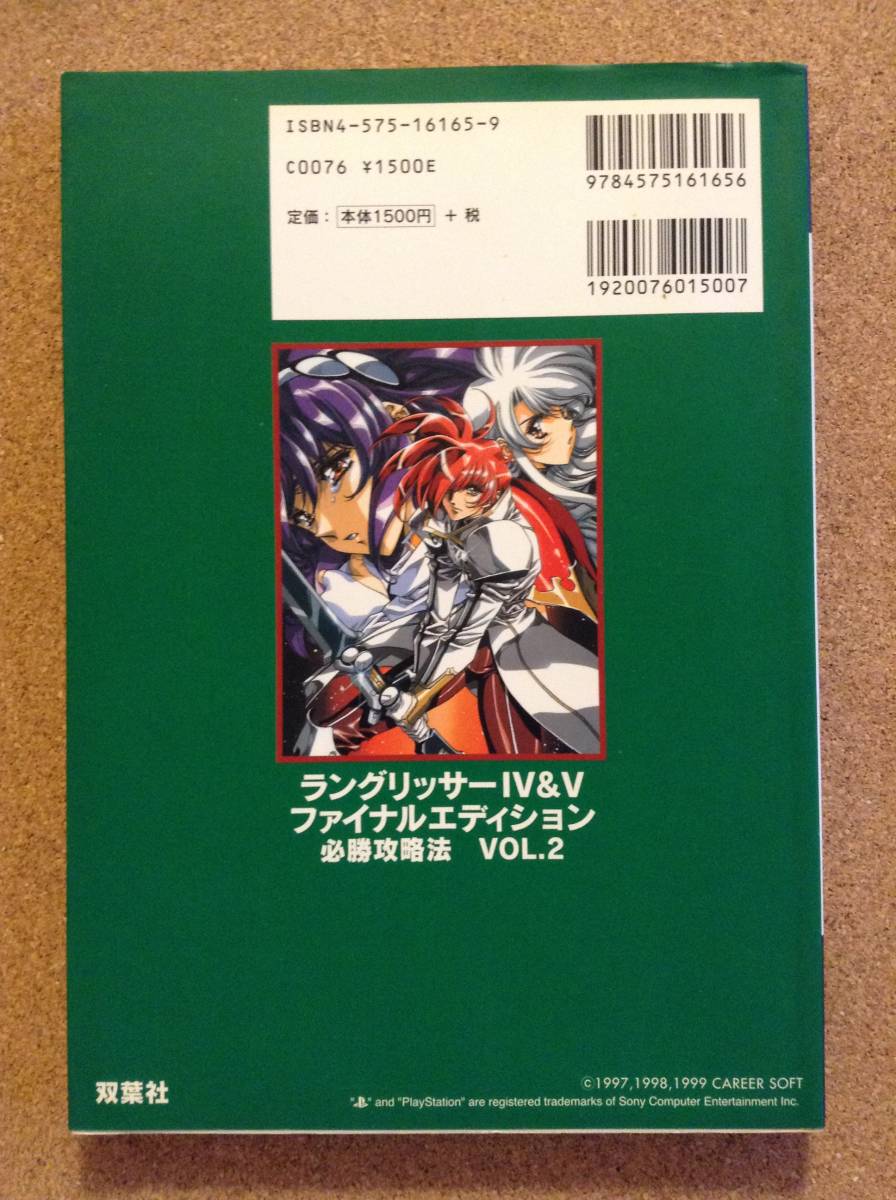 ISBN4-575-16165-9
C0076 ¥1500E
定価：本体1500円 + 税
9784575161656
1920076015007
ラングリッサーIV&V
ファイナルエディション
必勝攻略法　VOL.2
双葉社
©1997,1998,1999 CAREER SOFT
"PS" and "PlayStation" are registered trademarks of Sony Computer Entertainment Inc.